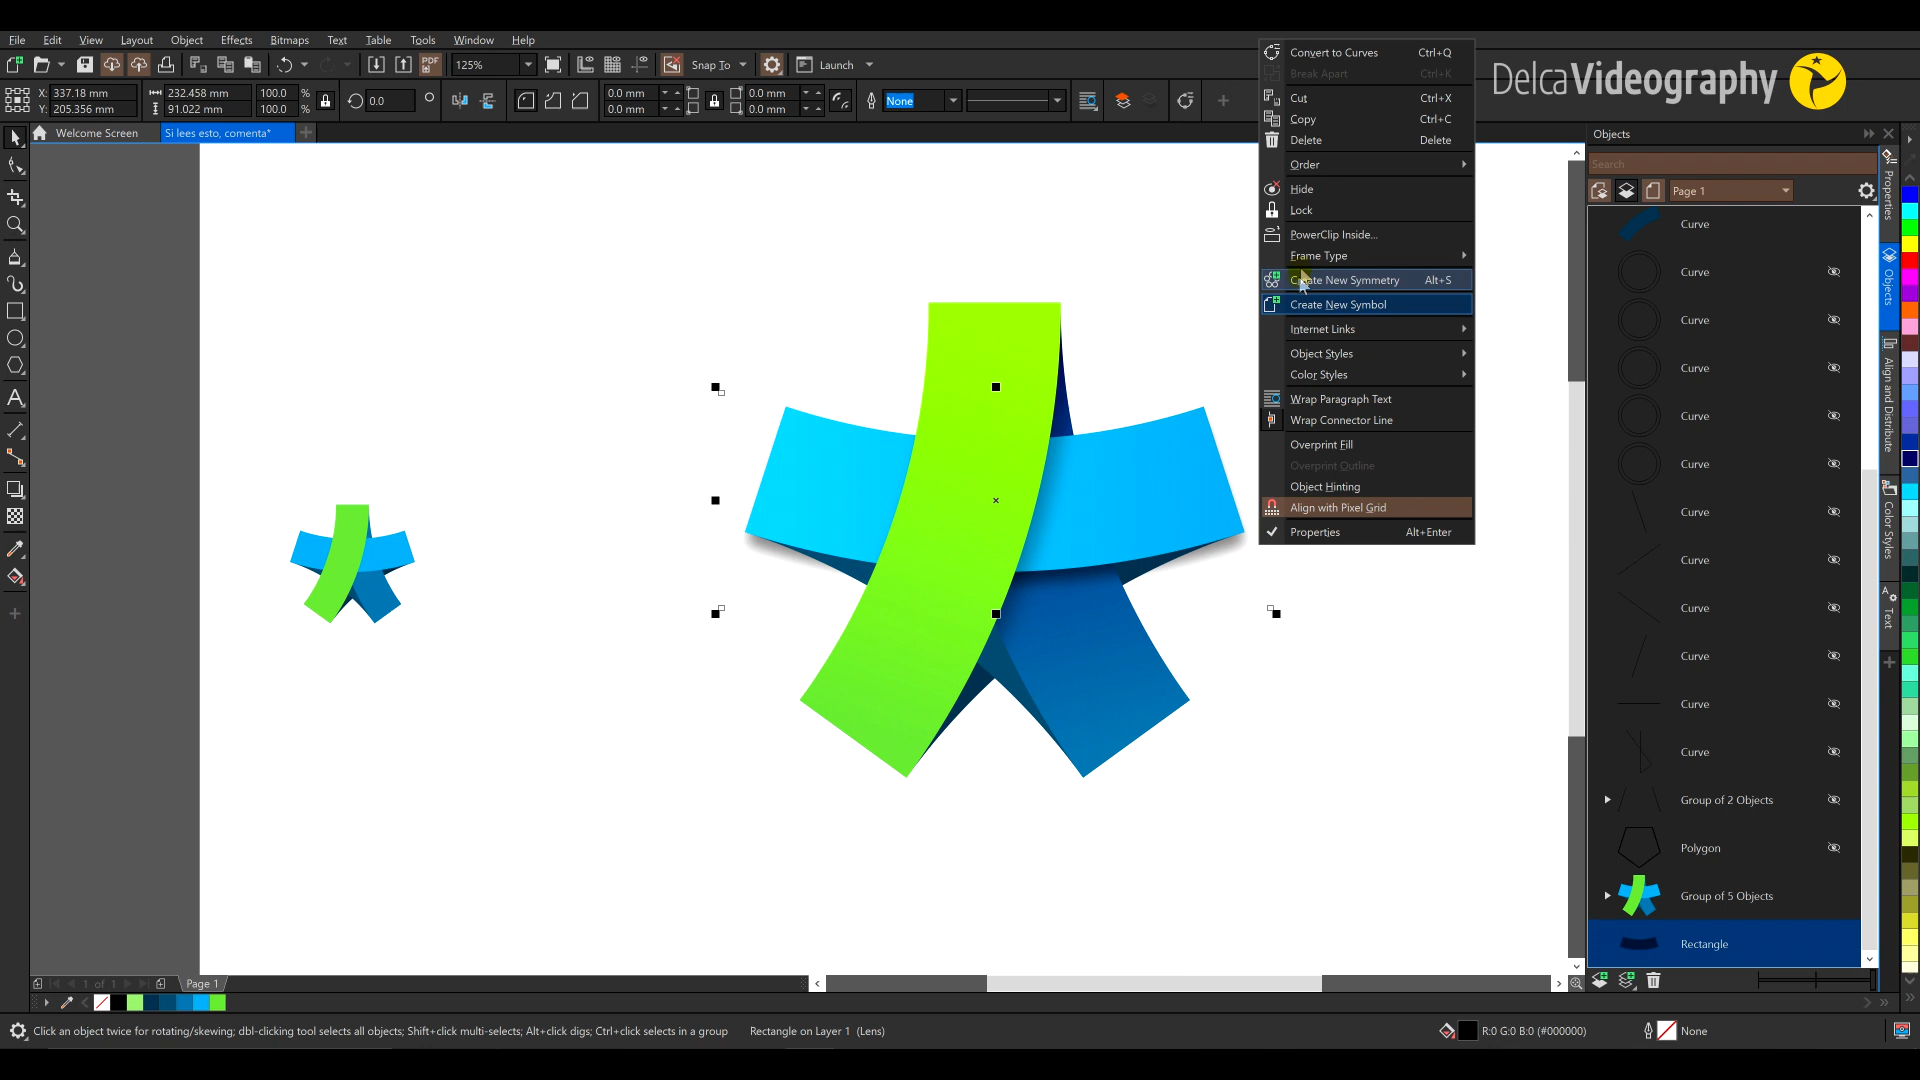 File Edit View Layout Object Effects Bitmaps Text Table Tools Window Help
PDF 125% Snap To Launch
DelcaVideography
X: 337.18 mm 232.458 mm 100.0 % 0.0 0.0 mm 0.0 mm None
Y: 205.356 mm 91.022 mm 100.0 % 0.0 mm 0.0 mm
Welcome Screen Si lees esto, comenta*
Convert to Curves Ctrl+Q
Break Apart Ctrl+K
Cut Ctrl+X
Copy Ctrl+C
Delete Delete
Order
Hide
Lock
PowerClip Inside...
Frame Type
Create New Symmetry Alt+S
Create New Symbol
Internet Links
Object Styles
Color Styles
Wrap Paragraph Text
Wrap Connector Line
Overprint Fill
Overprint Outline
Object Hinting
Align with Pixel Grid
Properties Alt+Enter
Objects
Search
Page 1
Curve
Curve
Curve
Curve
Curve
Curve
Curve
Curve
Curve
Curve
Curve
Curve
Group of 2 Objects
Polygon
Group of 5 Objects
Rectangle
Properties
Objects
Align and Distribute
Color Styles
Text
1 of 1 Page 1
Click an object twice for rotating/skewing; dbl-clicking tool selects all objects; Shift+click multi-selects; Alt+click digs; Ctrl+click selects in a group Rectangle on Layer 1 (Lens) R:0 G:0 B:0 (#000000) None